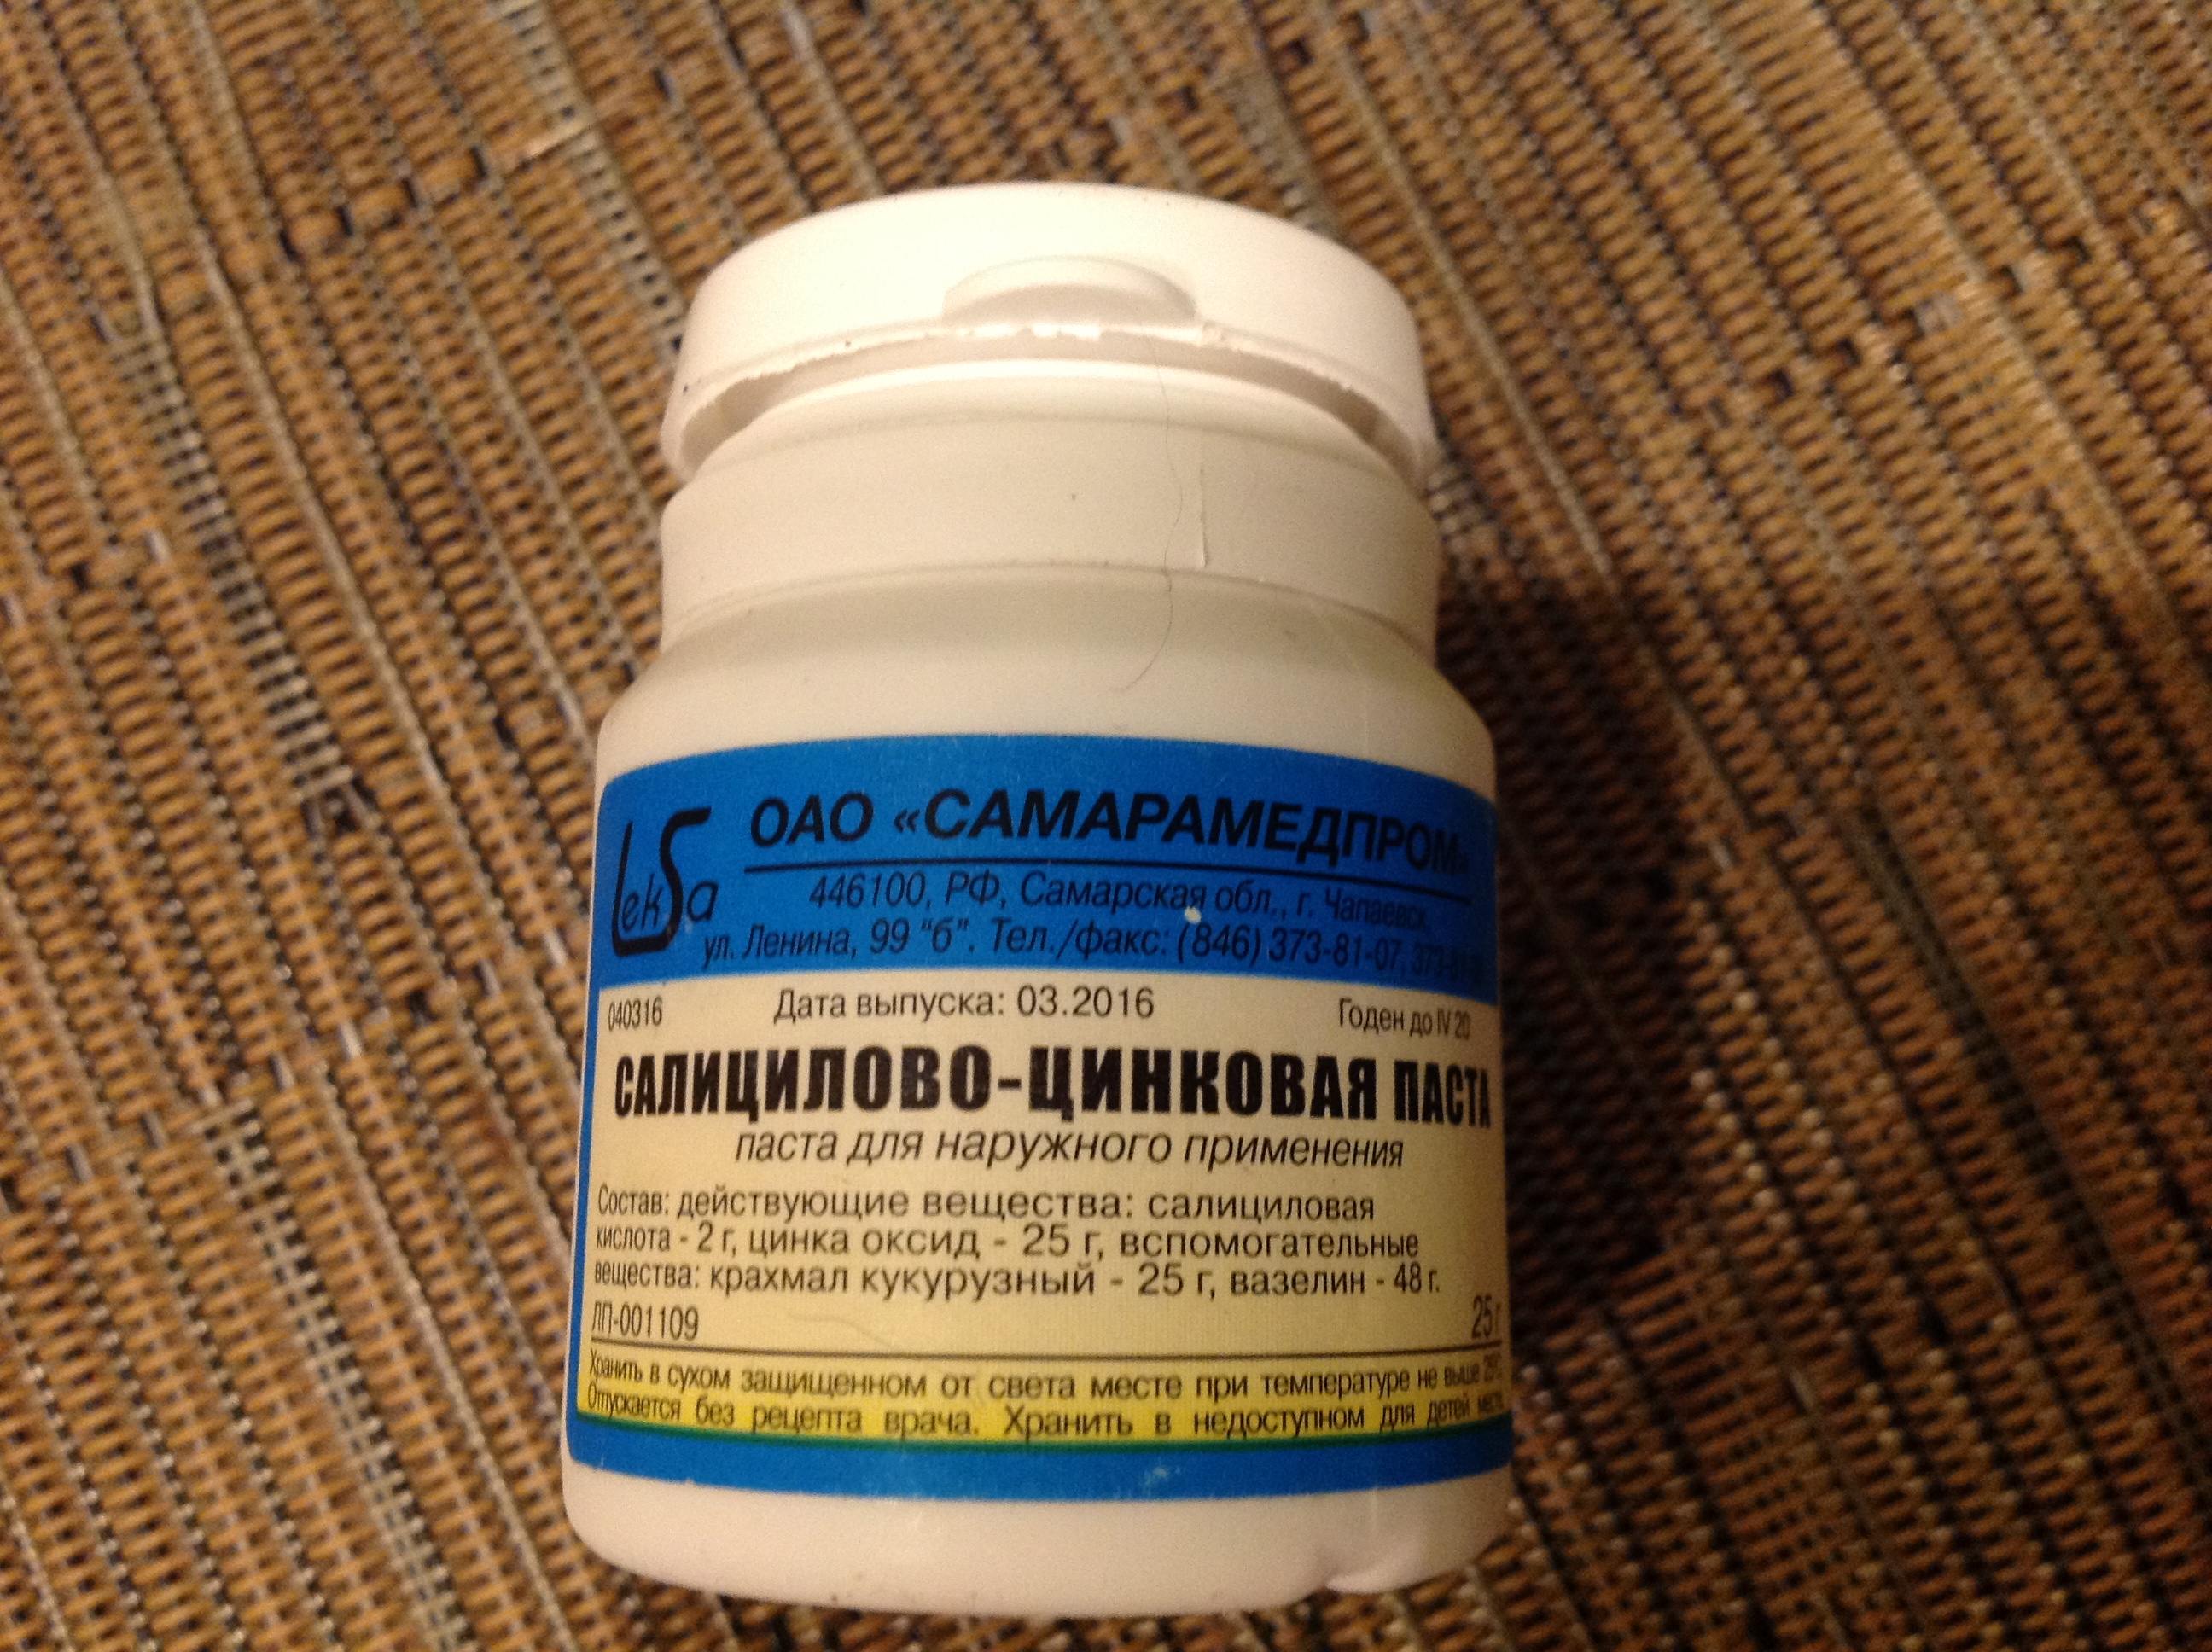 LekSa
ОАО «САМАРАМЕДПРОМ»
446100, РФ, Самарская обл., г. Чапаевск,
ул. Ленина, 99 "б". Тел./факс: (846) 373-81-07,
040316 Дата выпуска: 03.2016 Годен до IV 20
САЛИЦИЛОВО-ЦИНКОВАЯ ПАСТА
паста для наружного применения
Состав: действующие вещества: салициловая
кислота - 2 г, цинка оксид - 25 г, вспомогательные
вещества: крахмал кукурузный - 25 г, вазелин - 48 г.
ЛП-001109 25 г
Хранить в сухом защищенном от света месте при температуре не выше 25°С
Отпускается без рецепта врача. Хранить в недоступном для детей месте.